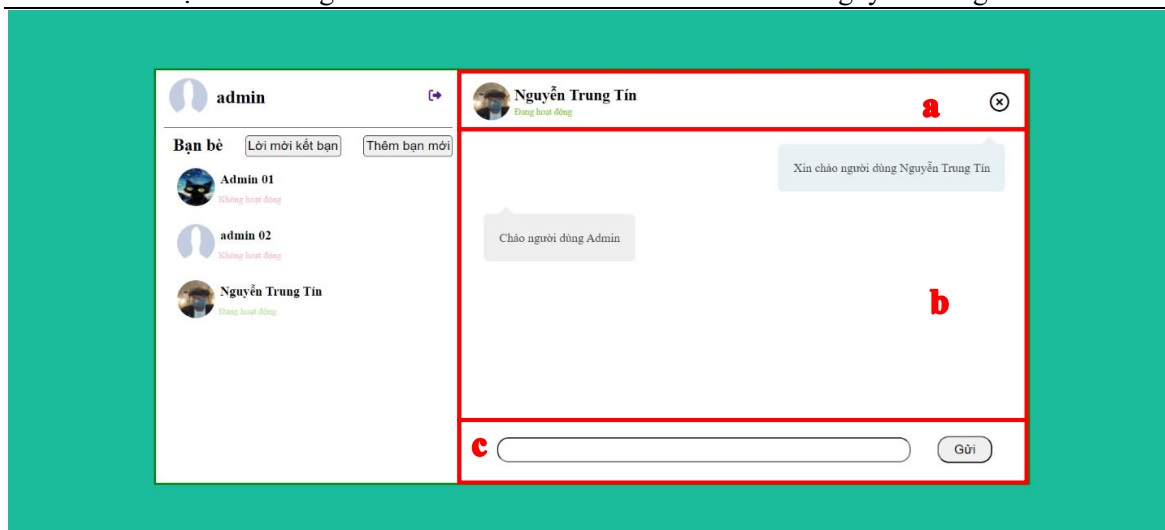 admin
Bạn bè
Lời mời kết bạn
Thêm bạn mới
Admin 01
Không hoạt động
admin 02
Không hoạt động
Nguyễn Trung Tín
Đang hoạt động
Nguyễn Trung Tín
Đang hoạt động
a
Xin chào người dùng Nguyễn Trung Tín
Chào người dùng Admin
b
c
Gửi